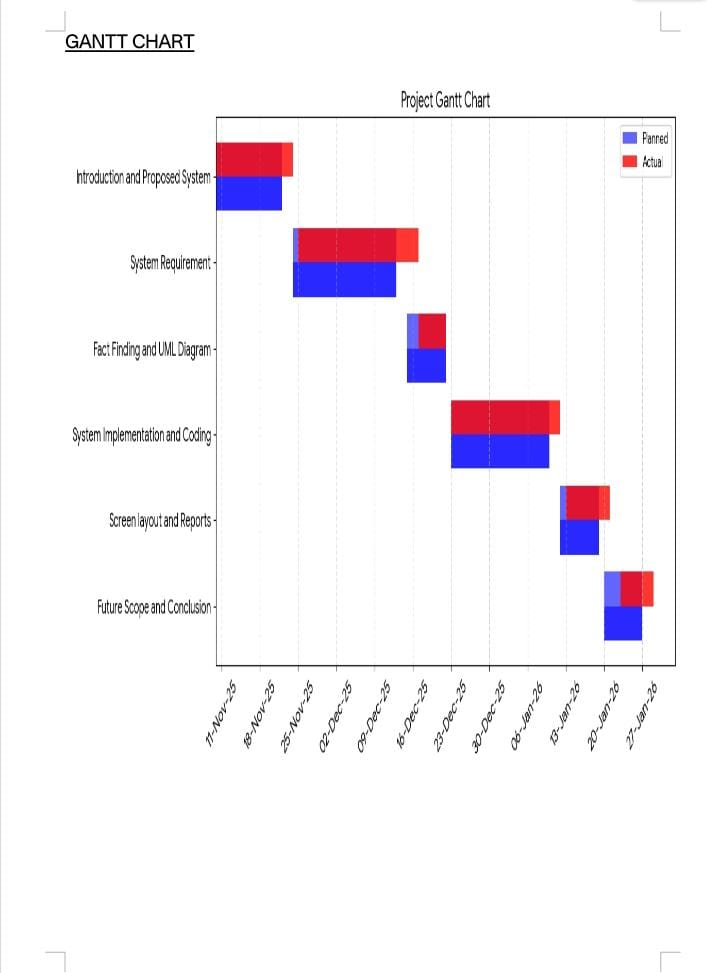 GANTT CHART
Project Gantt Chart
Planned
Actual
Introduction and Proposed System
System Requirement
Fact Finding and UML Diagram
System Implementation and Coding
Screen layout and Reports
Future Scope and Conclusion
11-Nov-25
18-Nov-25
25-Nov-25
02-Dec-25
09-Dec-25
16-Dec-25
23-Dec-25
30-Dec-25
06-Jan-26
13-Jan-26
20-Jan-26
27-Jan-26